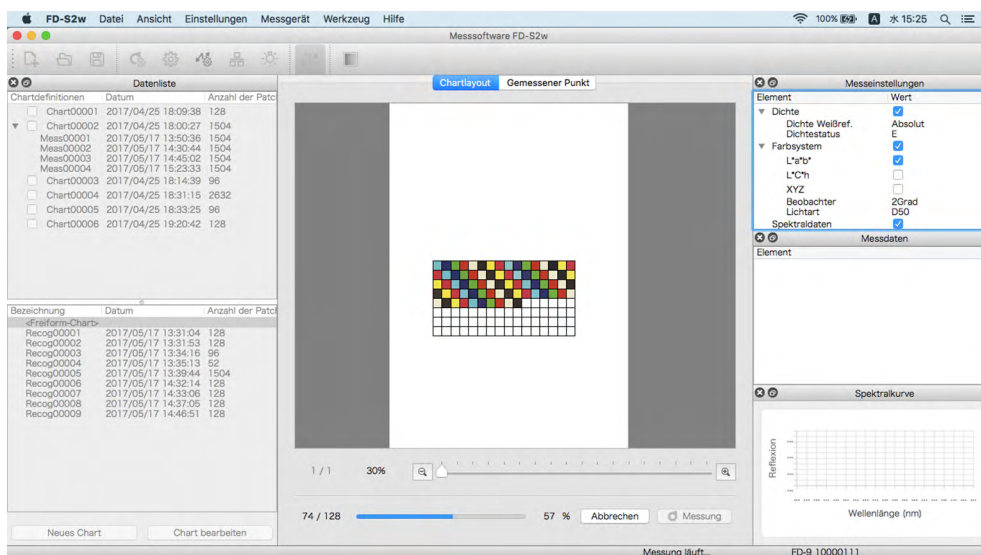 FD-S2w Datei Ansicht Einstellungen Messgerät Werkzeug Hilfe 100% A 水 15:25
Messsoftware FD-S2w
Datenliste
Chartdefinitionen Datum Anzahl der Patcl
Chart00001 2017/04/25 18:09:38 128
Chart00002 2017/04/25 18:00:27 1504
Meas00001 2017/05/17 13:50:36 1504
Meas00002 2017/05/17 14:30:44 1504
Meas00003 2017/05/17 14:45:02 1504
Meas00004 2017/05/17 15:23:33 1504
Chart00003 2017/04/25 18:14:39 96
Chart00004 2017/04/25 18:31:15 2632
Chart00005 2017/04/25 18:33:25 96
Chart00006 2017/04/25 19:20:42 128
Bezeichnung Datum Anzahl der Patcl
<Freiform-Chart>
Recog00001 2017/05/17 13:31:04 128
Recog00002 2017/05/17 13:31:53 128
Recog00003 2017/05/17 13:34:16 96
Recog00004 2017/05/17 13:35:13 52
Recog00005 2017/05/17 13:39:44 1504
Recog00006 2017/05/17 14:32:14 128
Recog00007 2017/05/17 14:33:06 128
Recog00008 2017/05/17 14:37:05 128
Recog00009 2017/05/17 14:46:51 128
Neues Chart Chart bearbeiten
Chartlayout Gemessener Punkt
1 / 1 30%
74 / 128 57 % Abbrechen Messung
Messeinstellungen
Element Wert
Dichte
Dichte Weißref. Absolut
Dichtestatus E
Farbsystem
L*a*b*
L*C*h
XYZ
Beobachter 2Grad
Lichtart D50
Spektraldaten
Messdaten
Element
Spektralkurve
Reflexion
Wellenlänge (nm)
Messung läuft... FD-9 10000111